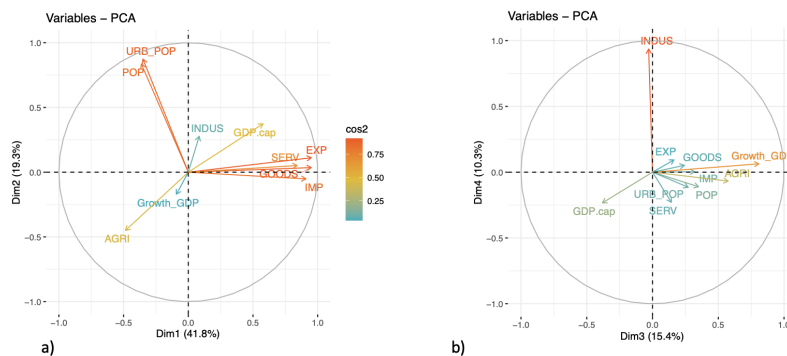 Variables - PCA
1.0
0.5
0.0
-0.5
-1.0
Dim2 (19.3%)
URB_POP
POP
INDUS
GDP.cap
SERV
EXP
GOODS
IMP
Growth_GDP
AGRI
-1.0 -0.5 0.0 0.5 1.0
Dim1 (41.8%)
a)
cos2
0.75
0.50
0.25
Variables - PCA
1.0
0.5
0.0
-0.5
-1.0
Dim4 (10.3%)
INDUS
EXP
GOODS
Growth_GD
IMP
AGRI
URB_POP
POP
GDP.cap
SERV
-1.0 -0.5 0.0 0.5 1.0
Dim3 (15.4%)
b)